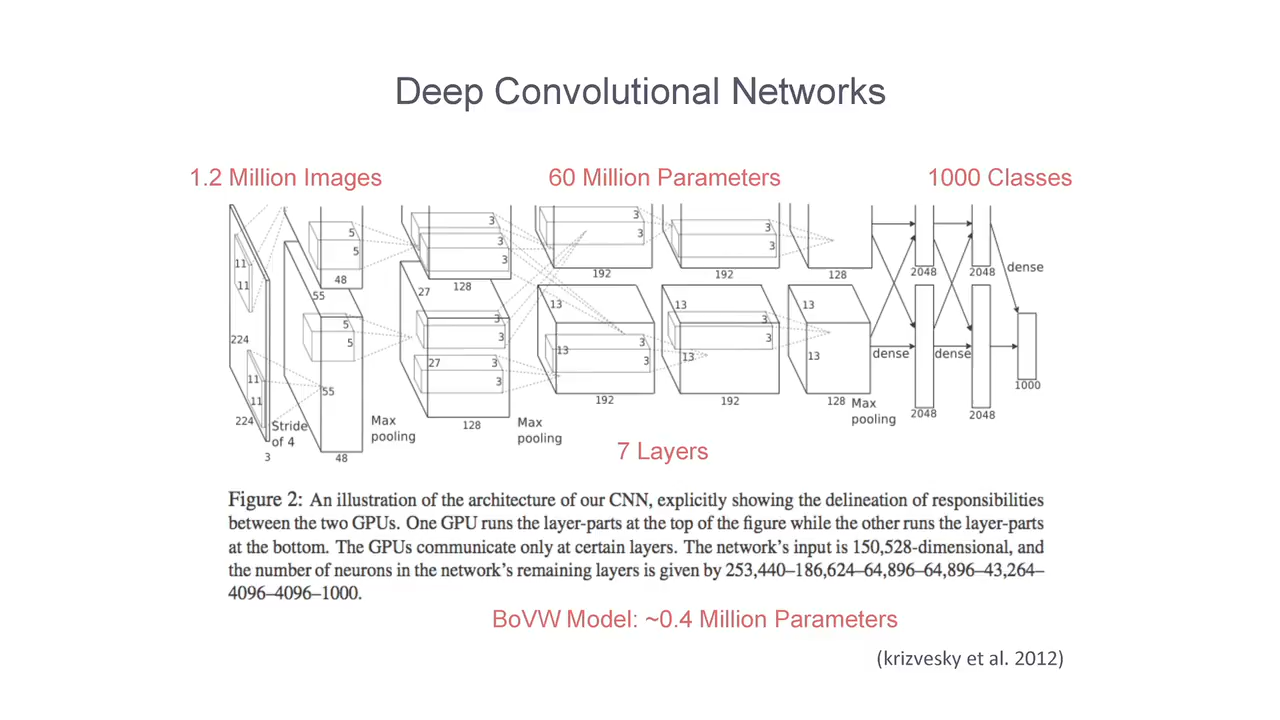 Deep Convolutional Networks
1.2 Million Images
60 Million Parameters
1000 Classes
11
11
5
5
48
3
3
3
128
3
3
192
3
3
192
128
2048
2048
dense
55
27
13
13
13
224
5
5
3
3
27
3
3
13
3
3
13
3
3
13
dense
dense
55
11
11
224
Stride
of 4
3
48
Max
pooling
128
Max
pooling
192
192
128
Max
pooling
2048
2048
1000
7 Layers
Figure 2: An illustration of the architecture of our CNN, explicitly showing the delineation of responsibilities
between the two GPUs. One GPU runs the layer-parts at the top of the figure while the other runs the layer-parts
at the bottom. The GPUs communicate only at certain layers. The network's input is 150,528-dimensional, and
the number of neurons in the network's remaining layers is given by 253,440–186,624–64,896–64,896–43,264–
4096–4096–1000.
BoVW Model: ~0.4 Million Parameters
(krizvesky et al. 2012)